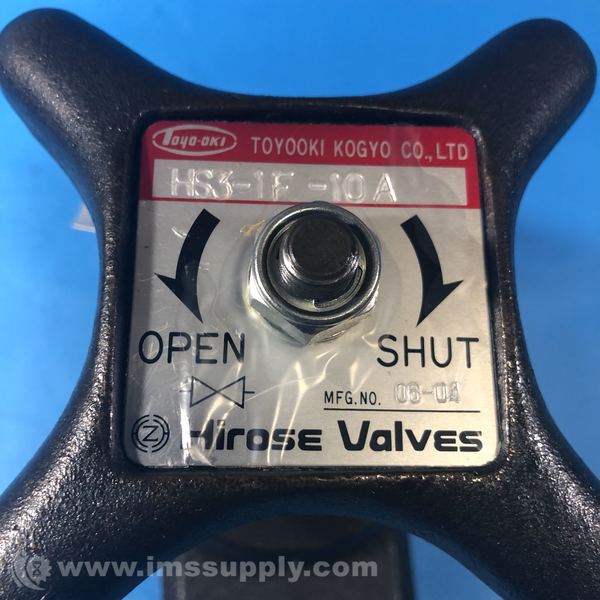 TOYO-OKI TOYOOKI KOGYO CO.,LTD
HS3-1F-10A
OPEN SHUT
MFG.NO. 06-04
Z Hirose Valves
www.imssupply.com